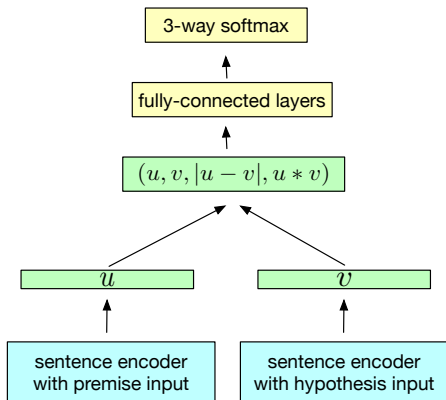 3-way softmax
fully-connected layers
(u, v, |u − v|, u * v)
u
v
sentence encoder
with premise input
sentence encoder
with hypothesis input